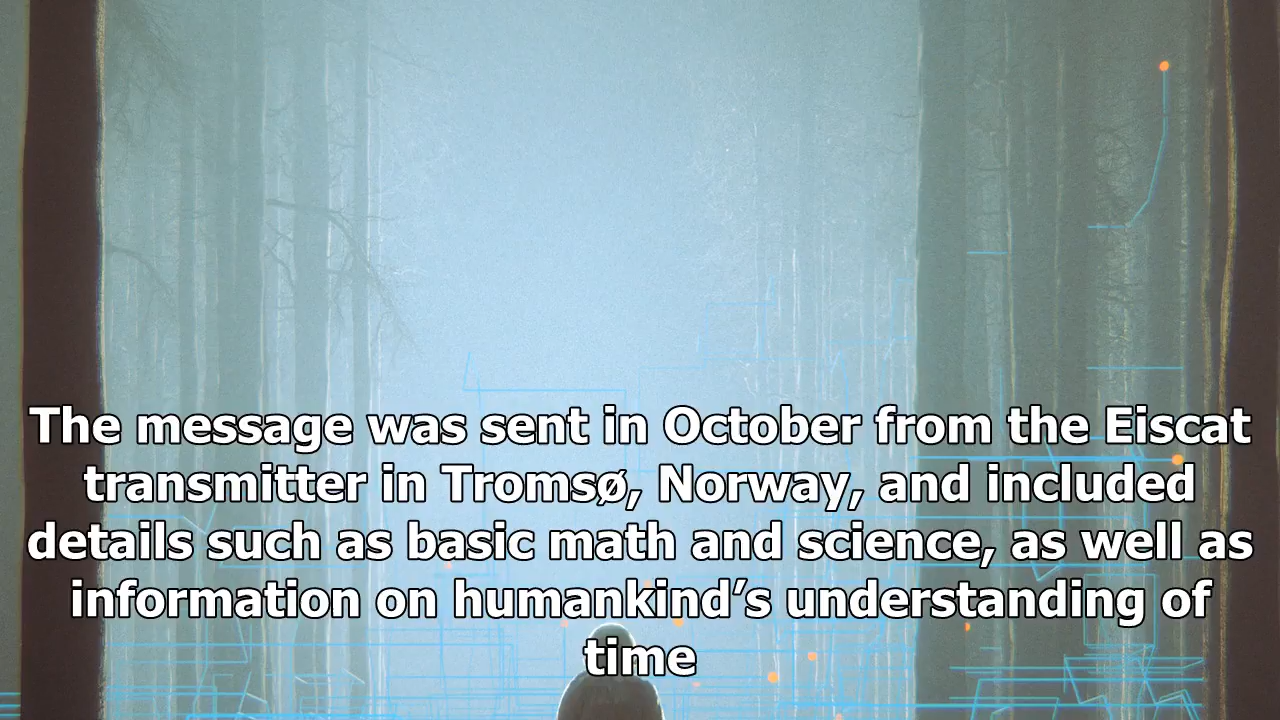 The message was sent in October from the Eiscat
transmitter in Tromsø, Norway, and included
details such as basic math and science, as well as
information on humankind’s understanding of
time